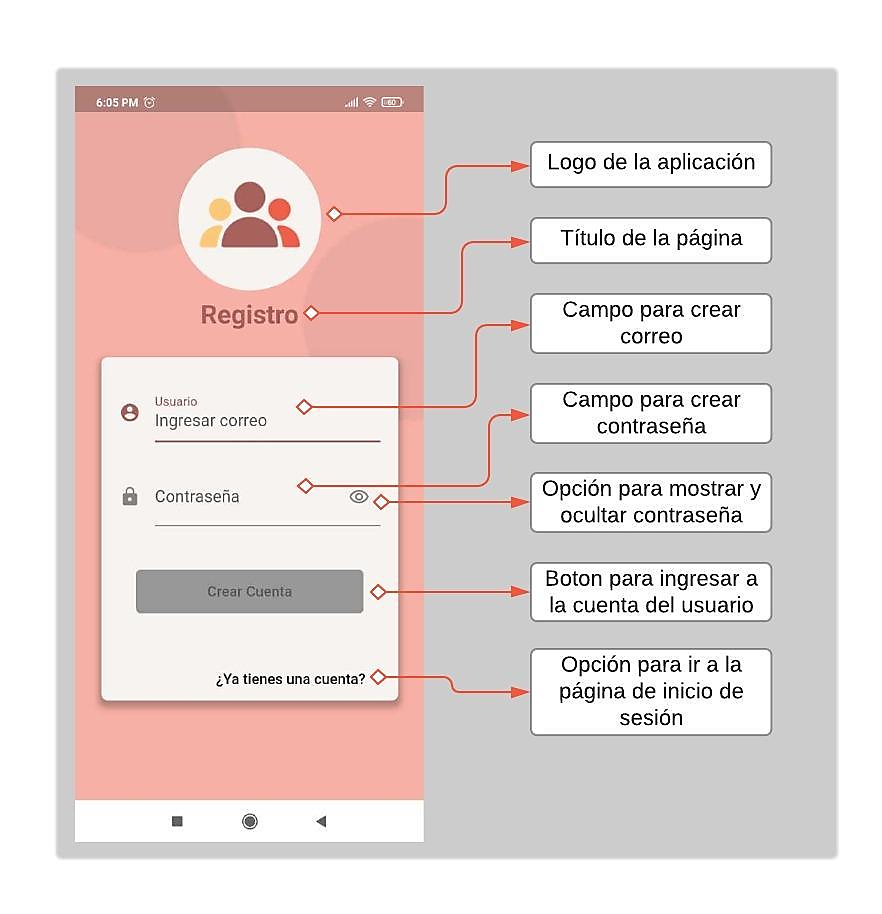 6:05 PM
60
Registro
Usuario
Ingresar correo
Contraseña
Crear Cuenta
¿Ya tienes una cuenta?
Logo de la aplicación
Título de la página
Campo para crear
correo
Campo para crear
contraseña
Opción para mostrar y
ocultar contraseña
Boton para ingresar a
la cuenta del usuario
Opción para ir a la
página de inicio de
sesión